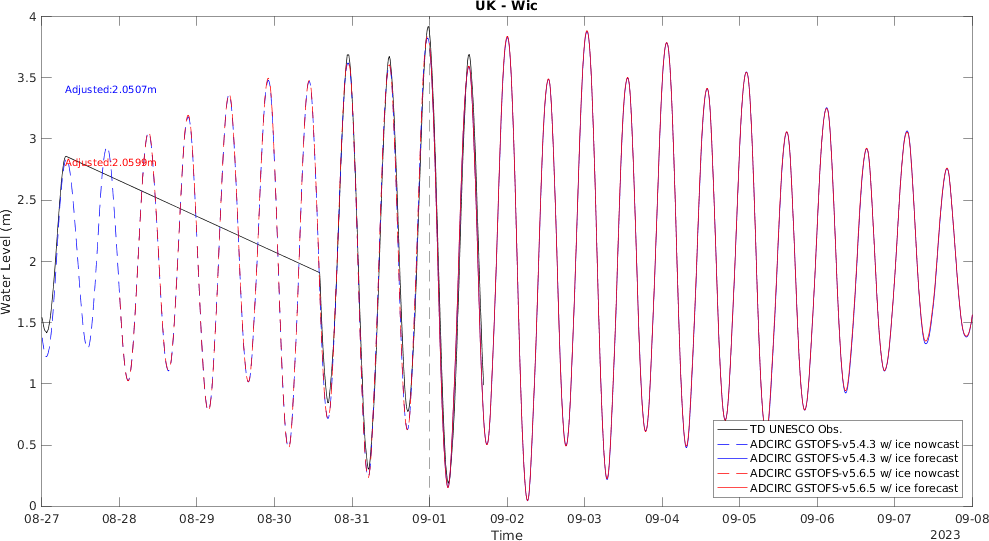 UK - Wic
Water Level (m)
4
3.5
3
2.5
2
1.5
1
0.5
0
Adjusted:2.0507m
Adjusted:2.0599m
TD UNESCO Obs.
ADCIRC GSTOFS-v5.4.3 w/ ice nowcast
ADCIRC GSTOFS-v5.4.3 w/ ice forecast
ADCIRC GSTOFS-v5.6.5 w/ ice nowcast
ADCIRC GSTOFS-v5.6.5 w/ ice forecast
08-27 08-28 08-29 08-30 08-31 09-01 09-02 09-03 09-04 09-05 09-06 09-07 09-08
Time
2023